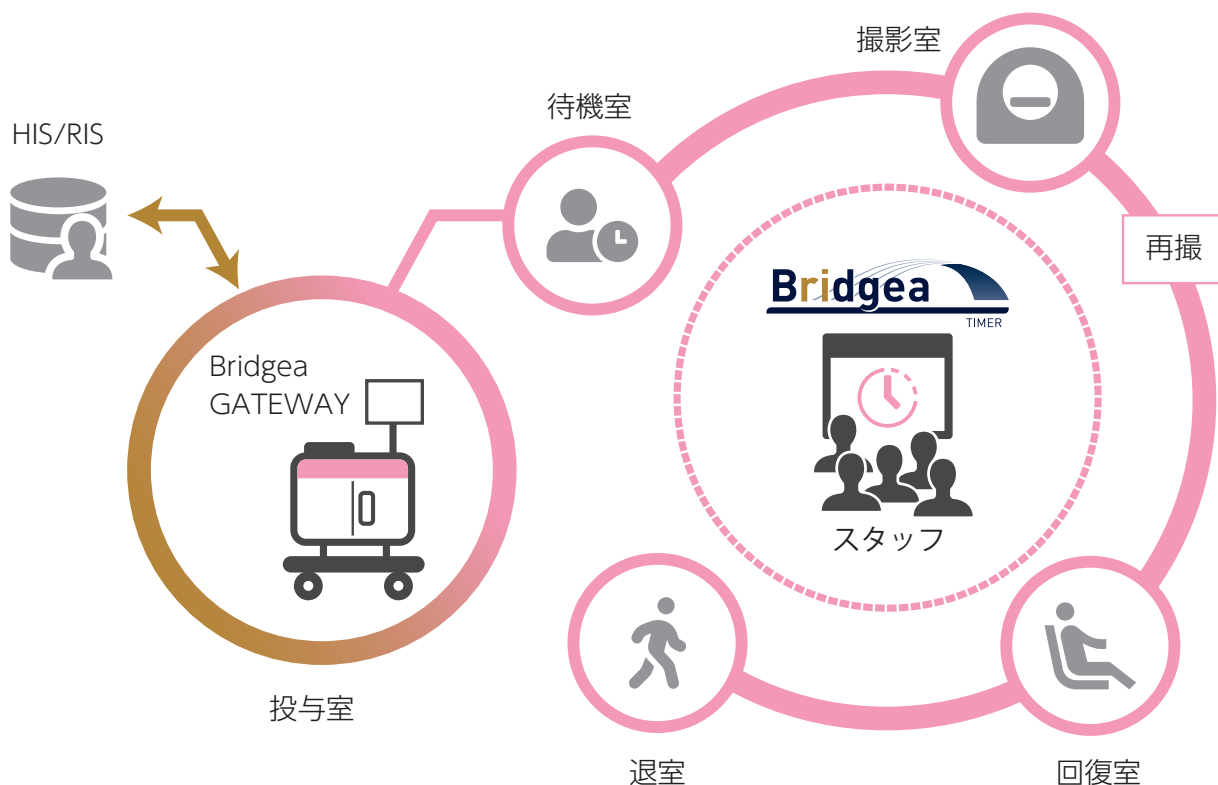 HIS/RIS
Bridgea
GATEWAY
投与室
待機室
撮影室
再撮
Bridgea
TIMER
スタッフ
回復室
退室